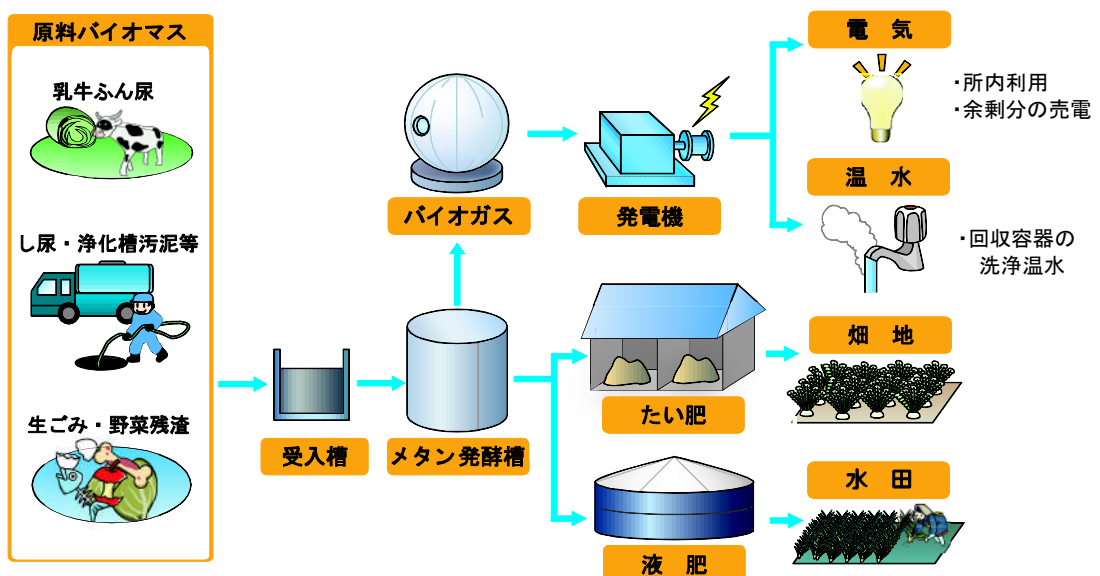 原料バイオマス
乳牛ふん尿
し尿・浄化槽汚泥等
生ごみ・野菜残渣
受入槽
メタン発酵槽
バイオガス
発電機
電　気
・所内利用
・余剰分の売電
温　水
・回収容器の
洗浄温水
たい肥
畑　地
液　肥
水　田